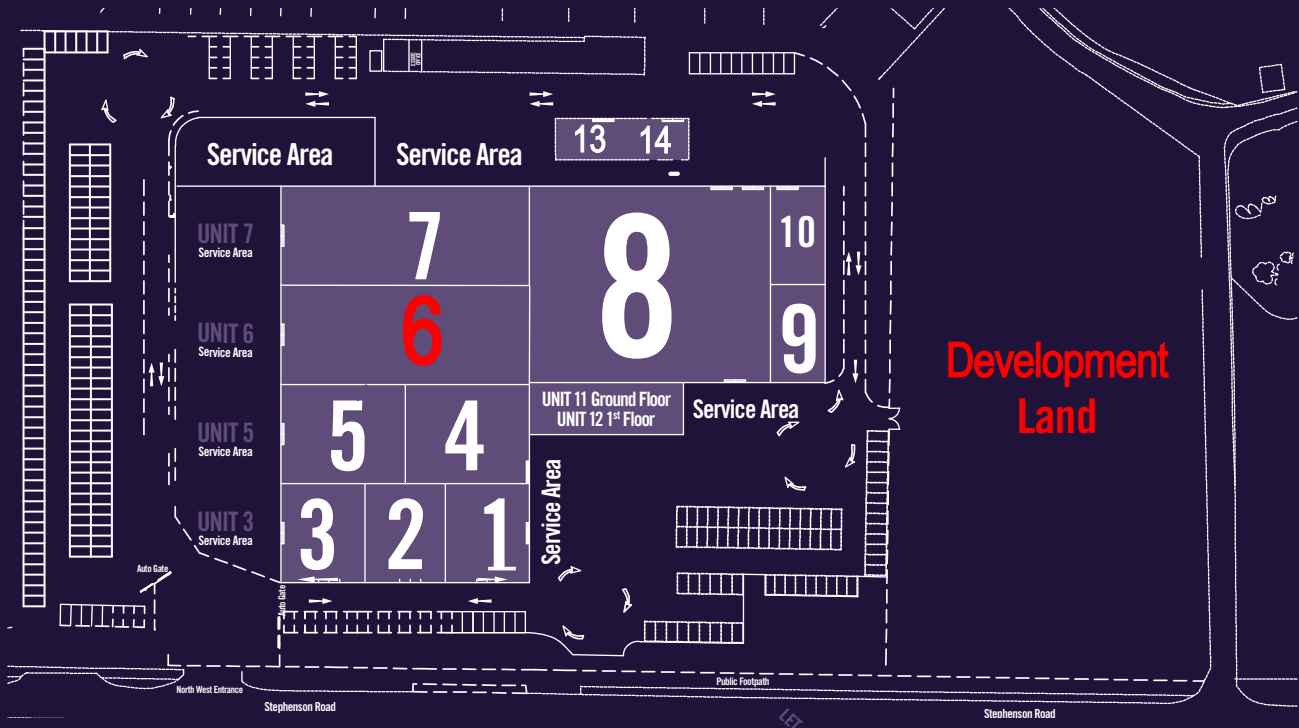 ESTATE
OFFICE
13
14
Service Area
Service Area
UNIT 7
Service Area
7
8
10
UNIT 6
Service Area
6
9
Development
Land
UNIT 11 Ground Floor
UNIT 12 1st Floor
Service Area
UNIT 5
Service Area
5
4
Service Area
UNIT 3
Service Area
3
2
1
Auto Gate
Auto Gate
North West Entrance
Public Footpath
Stephenson Road
LET
Stephenson Road